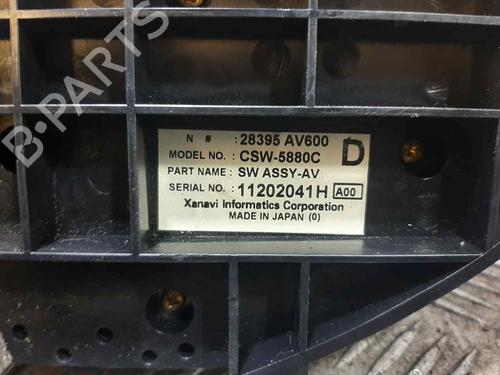 B-PARTS
N #  : 28395 AV600
MODEL NO. : CSW-5880C D
PART NAME : SW ASSY-AV
SERIAL NO. : 11202041H A00
Xanavi Informatics Corporation
MADE IN JAPAN (0)